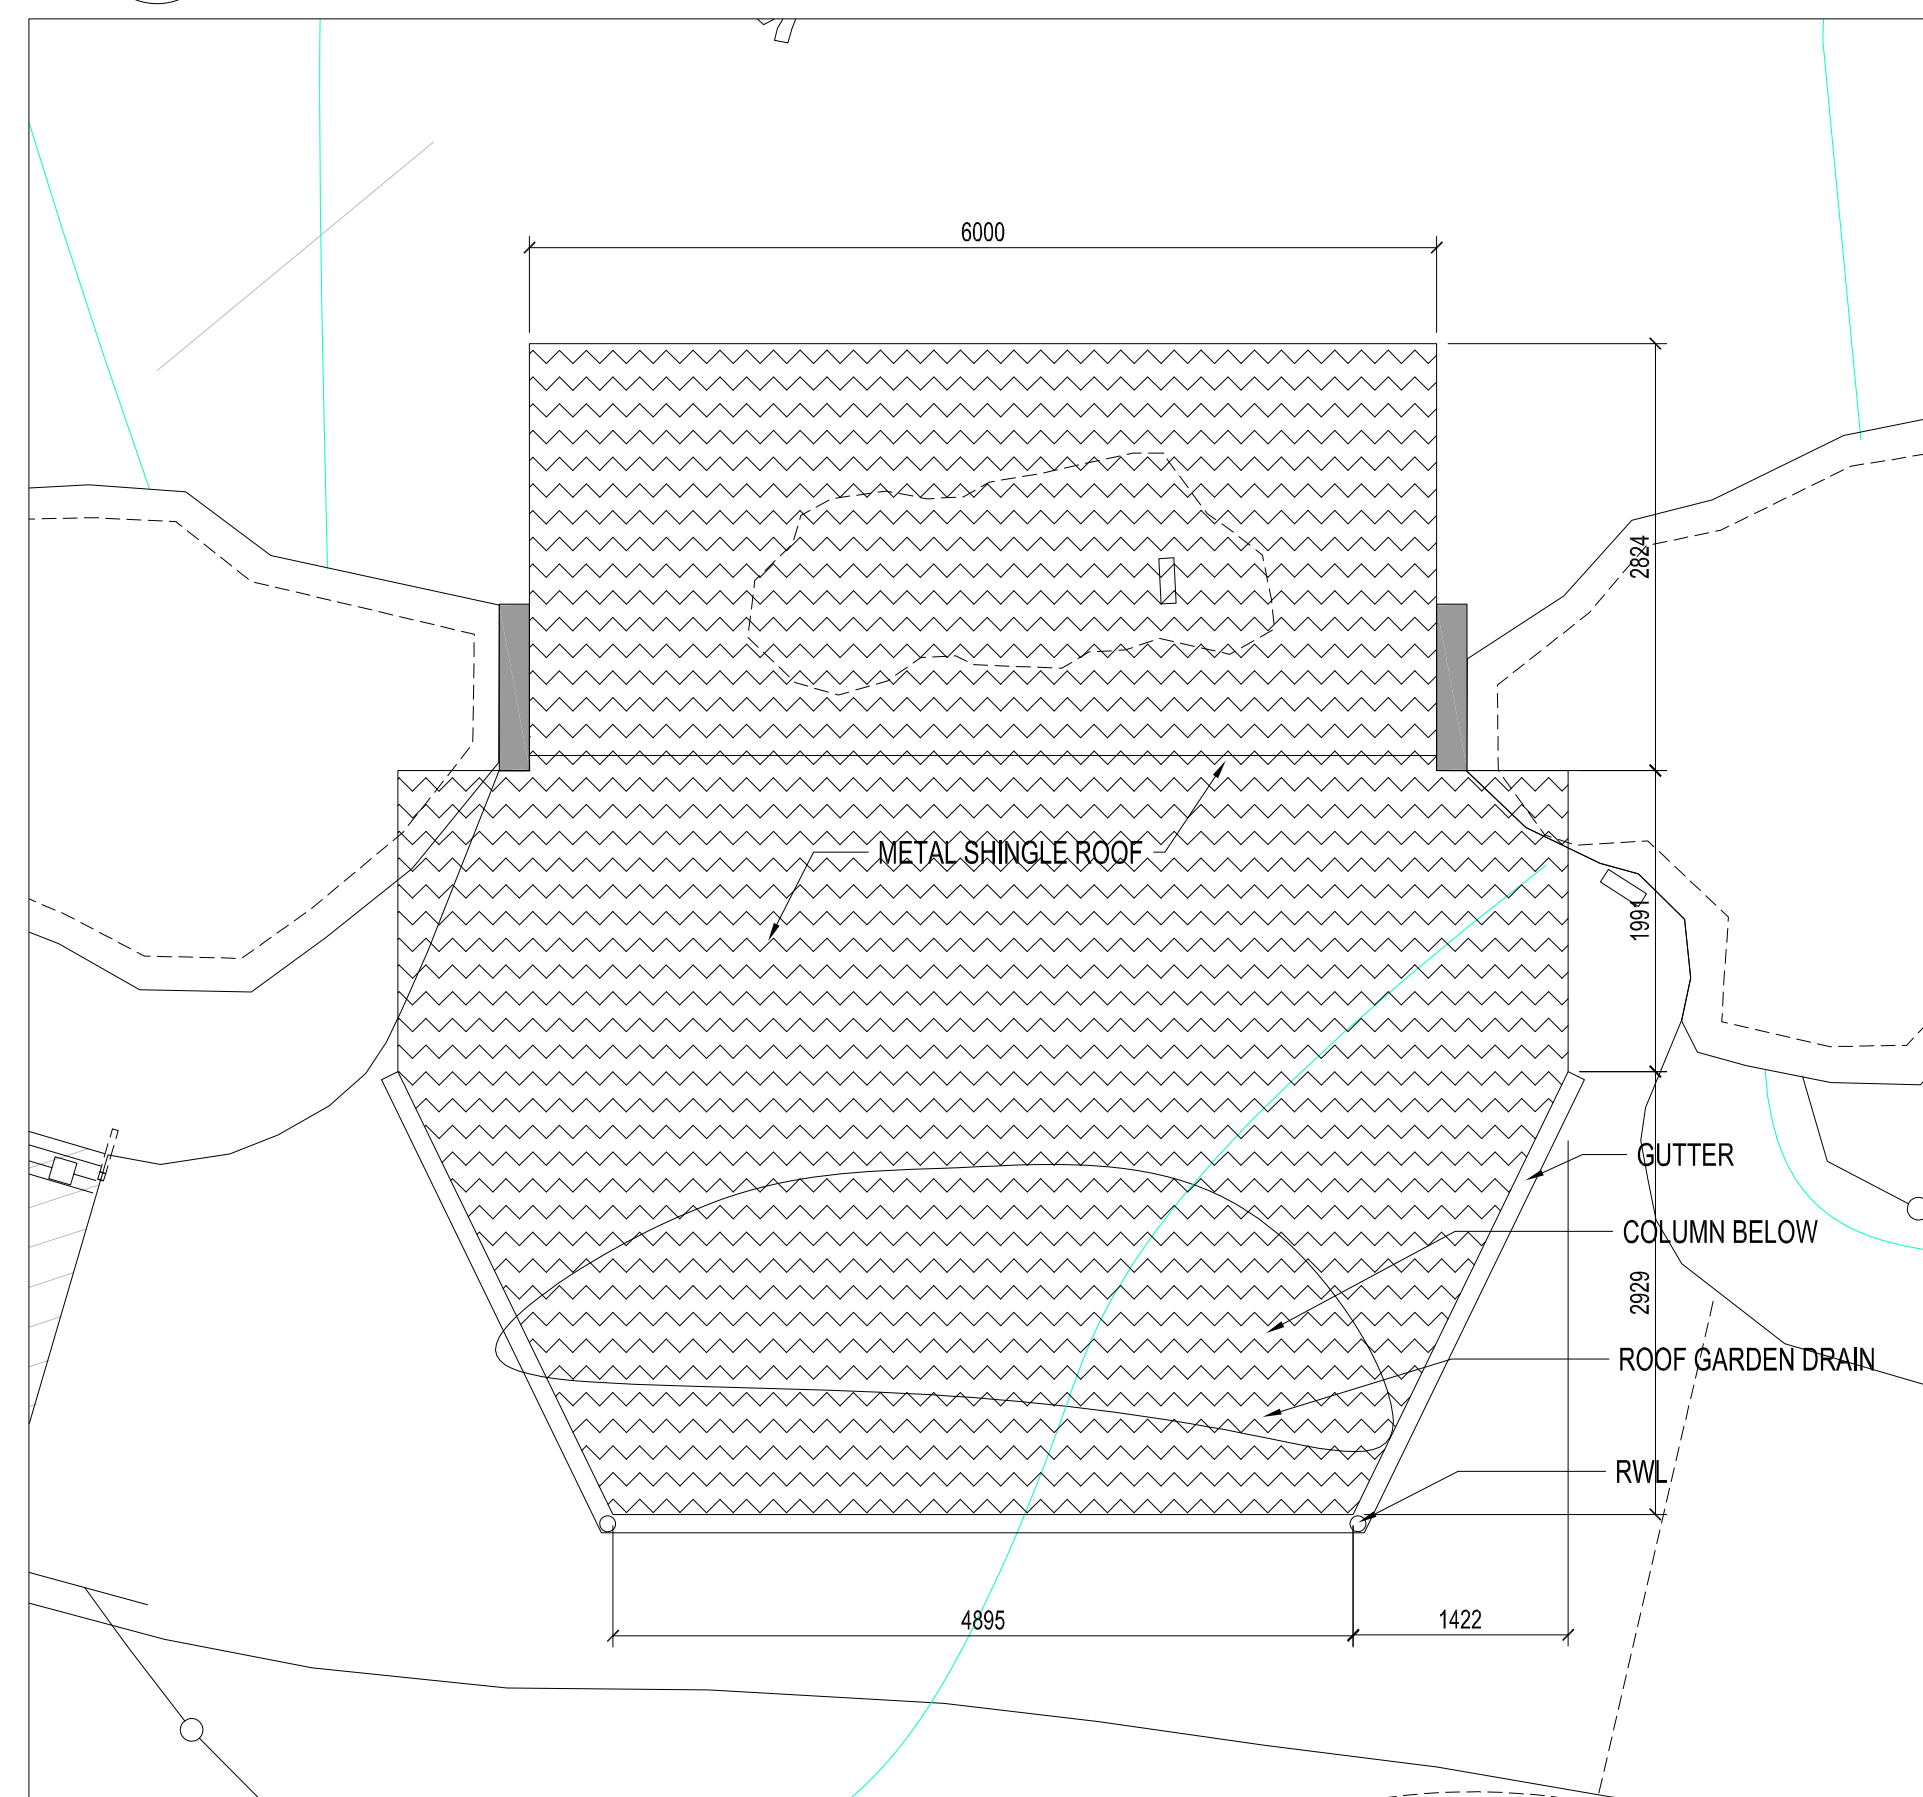 6000
2824
METAL SHINGLE ROOF
1991
GUTTER
COLUMN BELOW
2929
ROOF GARDEN DRAIN
RWL
4895
1422